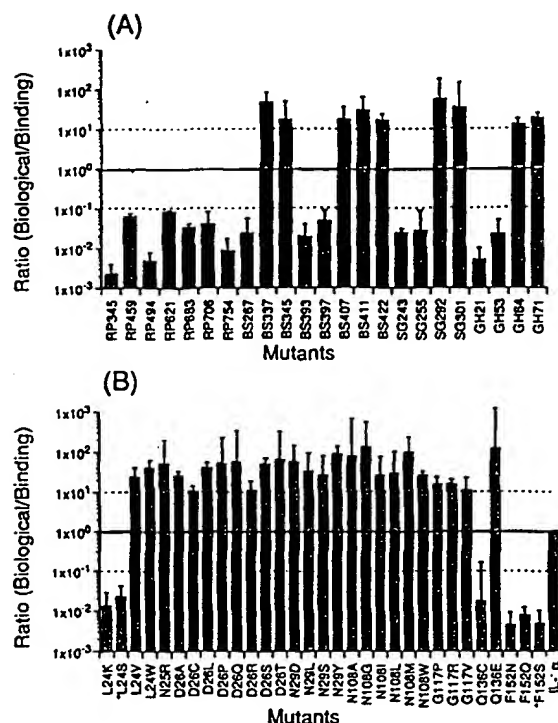 (A)
Ratio (Biological/Binding)
1x10³
1x10²
1x10¹
1x10⁰
1x10⁻¹
1x10⁻²
1x10⁻³
RP345
RP459
RP494
RP621
RP683
RP706
RP754
BS267
BS337
BS345
BS393
BS397
BS407
BS411
BS422
SG243
SG255
SG292
SG301
GH21
GH53
GH64
GH71
Mutants
(B)
Ratio (Biological/Binding)
1x10³
1x10²
1x10¹
1x10⁰
1x10⁻¹
1x10⁻²
1x10⁻³
L24K
*L24S
L24V
L24W
N25R
D26A
D26C
D26L
D26P
D26Q
D26R
D26S
D26T
N29D
N29L
N29S
N29Y
N108A
N108G
N108I
N108L
N108M
N108W
G117P
G117R
G117V
Q136C
Q136E
F152N
F152Q
*F152S